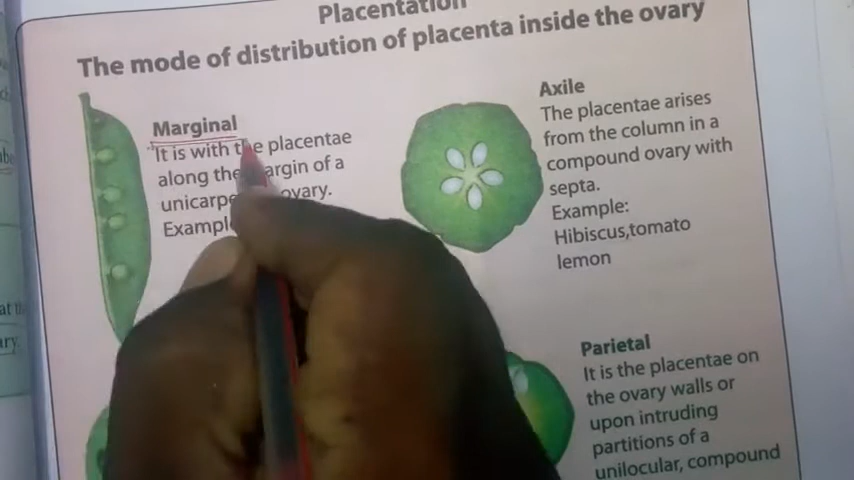 Placentation
The mode of distribution of placenta inside the ovary
Marginal
It is with the placentae
along the margin of a
unicarpe ovary.
Exampl
Axile
The placentae arises
from the column in a
compound ovary with
septa.
Example:
Hibiscus,tomato
lemon
Parietal
It is the placentae on
the ovary walls or
upon intruding
partitions of a
unilocular, compound